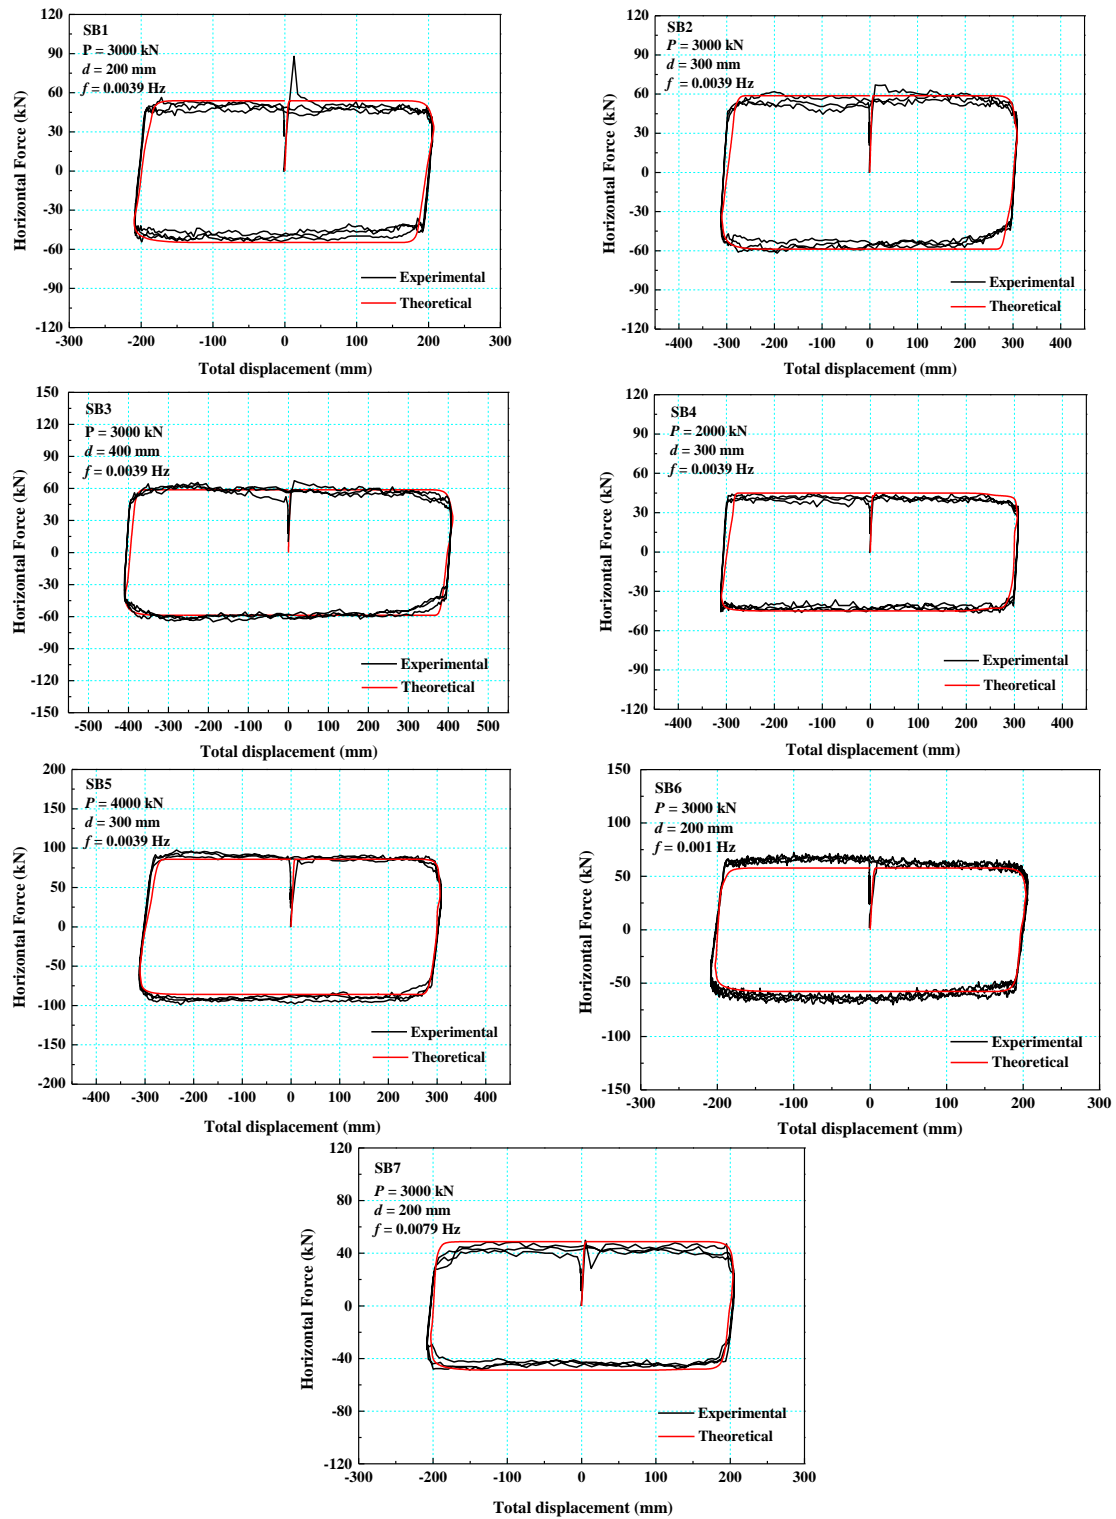 SB1
P = 3000 kN
d = 200 mm
f = 0.0039 Hz
120
90
60
30
0
-30
-60
-90
-120
Horizontal Force (kN)
Experimental
Theoretical
-300 -200 -100 0 100 200 300
Total displacement (mm)
SB2
P = 3000 kN
d = 300 mm
f = 0.0039 Hz
120
90
60
30
0
-30
-60
-90
-120
Horizontal Force (kN)
Experimental
Theoretical
-400 -300 -200 -100 0 100 200 300 400
Total displacement (mm)
SB3
P = 3000 kN
d = 400 mm
f = 0.0039 Hz
150
120
90
60
30
0
-30
-60
-90
-120
-150
Horizontal Force (kN)
Experimental
Theoretical
-500 -400 -300 -200 -100 0 100 200 300 400 500
Total displacement (mm)
SB4
P = 2000 kN
d = 300 mm
f = 0.0039 Hz
120
90
60
30
0
-30
-60
-90
-120
Horizontal Force (kN)
Experimental
Theoretical
-400 -300 -200 -100 0 100 200 300 400
Total displacement (mm)
SB5
P = 4000 kN
d = 300 mm
f = 0.0039 Hz
200
150
100
50
0
-50
-100
-150
-200
Horizontal Force (kN)
Experimental
Theoretical
-400 -300 -200 -100 0 100 200 300 400
Total displacement (mm)
SB6
P = 3000 kN
d = 200 mm
f = 0.001 Hz
150
100
50
0
-50
-100
-150
Horizontal Force (kN)
Experimental
Theoretical
-300 -200 -100 0 100 200 300
Total displacement (mm)
SB7
P = 3000 kN
d = 200 mm
f = 0.0079 Hz
120
80
40
0
-40
-80
-120
Horizontal Force (kN)
Experimental
Theoretical
-300 -200 -100 0 100 200 300
Total displacement (mm)